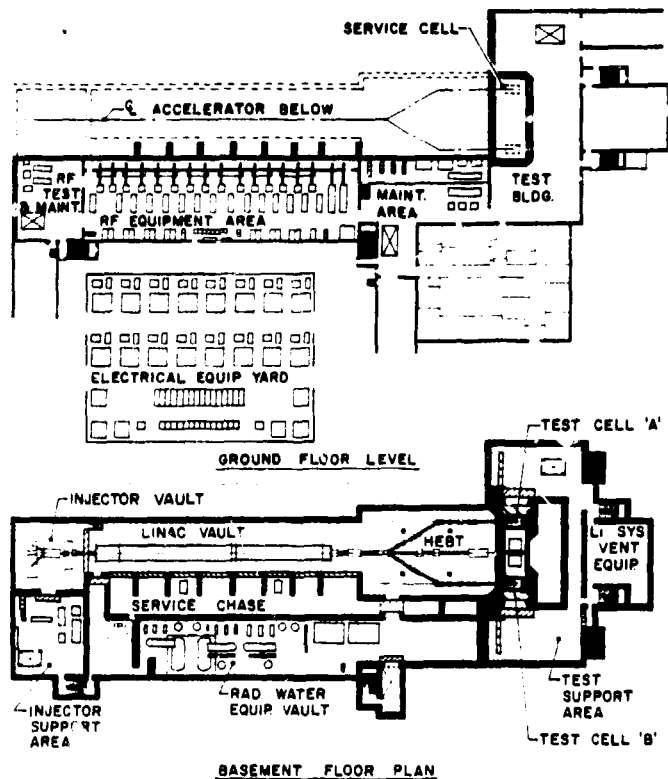 SERVICE CELL
℄ ACCELERATOR BELOW
RF
TEST
& MAINT.
RF EQUIPMENT AREA
MAINT.
AREA
TEST
BLDG.
ELECTRICAL EQUIP YARD
GROUND FLOOR LEVEL
TEST CELL 'A'
INJECTOR VAULT
LINAC VAULT
HEBT
LI SYS
VENT
EQUIP.
SERVICE CHASE
RAD WATER
EQUIP VAULT
INJECTOR
SUPPORT
AREA
TEST
SUPPORT
AREA
TEST CELL 'B'
BASEMENT FLOOR PLAN